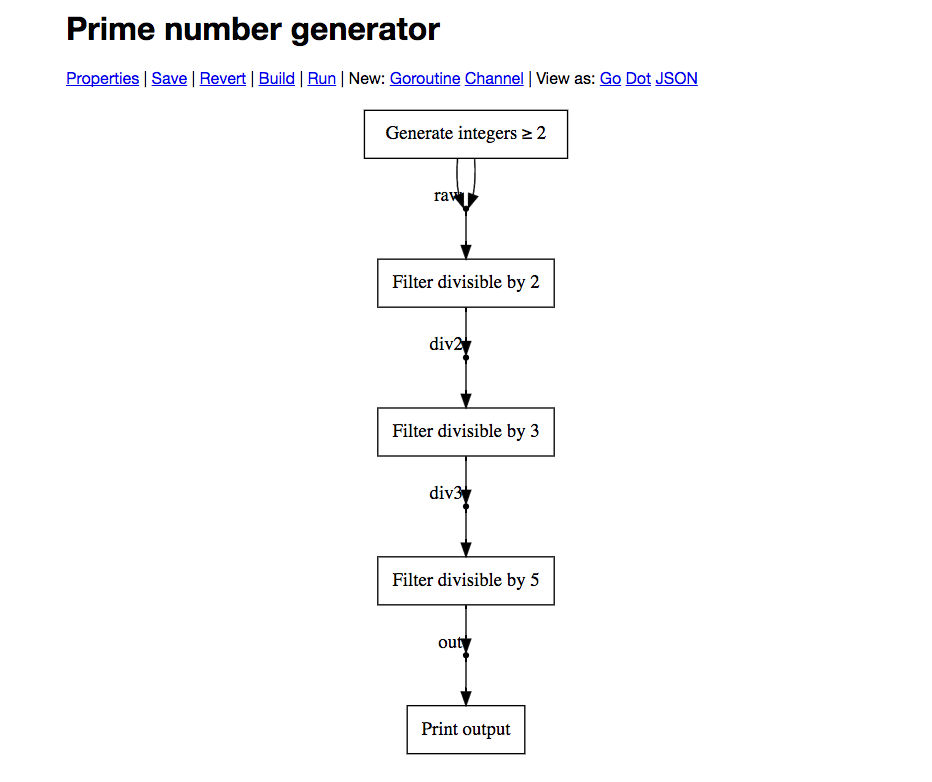 Prime number generator
Properties | Save | Revert | Build | Run | New: Goroutine Channel | View as: Go Dot JSON
Generate integers ≥ 2
raw
Filter divisible by 2
div2
Filter divisible by 3
div3
Filter divisible by 5
out
Print output